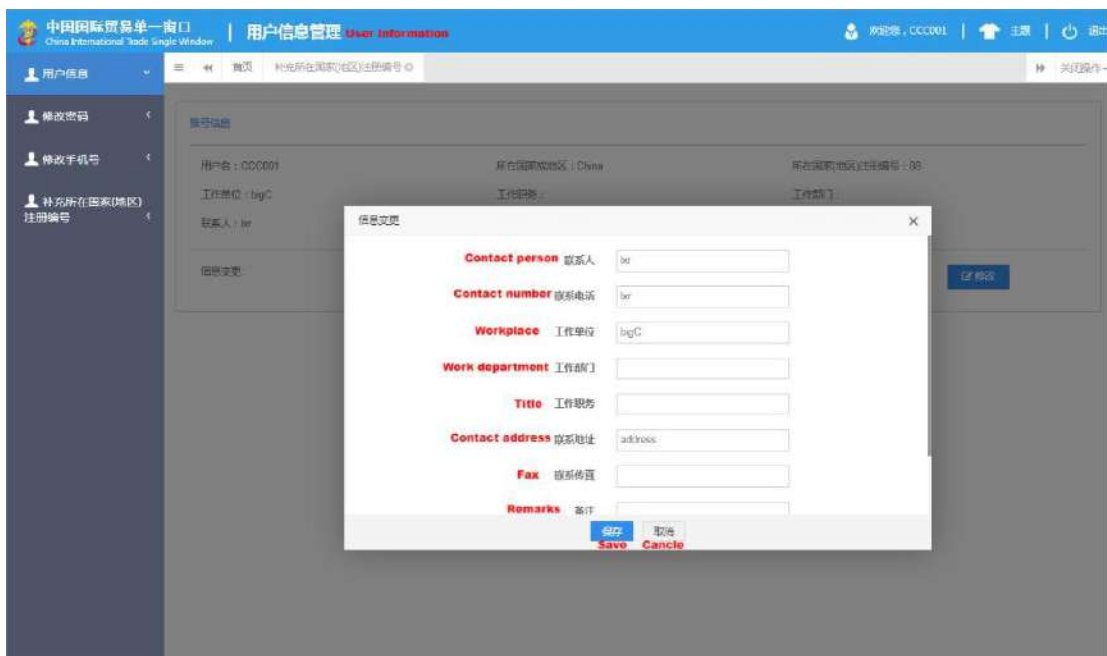 中国国际贸易单一窗口
China International Trade Single Window
用户信息管理 User Information
欢迎您，CCC001
主题
退出
用户信息
首页
补充所在国家(地区)注册编号
关闭操作
修改密码
修改手机号
补充所在国家(地区)
注册编号
账号信息
用户名：CCC001
所在国家或地区：China
所在国家(地区)注册编号：88
工作单位：bigC
工作职务：
工作部门：
联系人：lxr
信息变更：
修改
信息变更
Contact person 联系人 lxr
Contact number 联系电话 lxr
Workplace 工作单位 bigC
Work department 工作部门
Title 工作职务
Contact address 联系地址 address
Fax 联系传真
Remarks 备注
保存 取消
Save Cancle